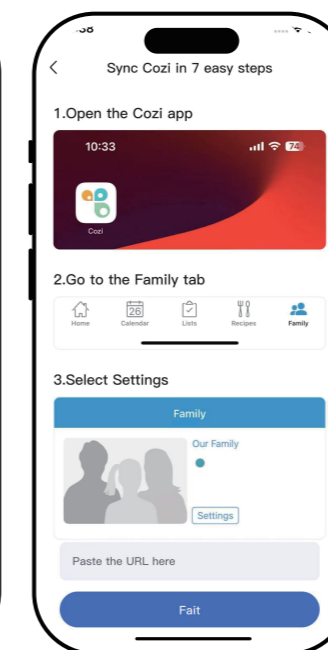 Sync Cozi in 7 easy steps
1.Open the Cozi app
10:33
74
Cozi
2.Go to the Family tab
26
Home Calendar Lists Recipes Family
3.Select Settings
Family
Our Family
Settings
Paste the URL here
Fait